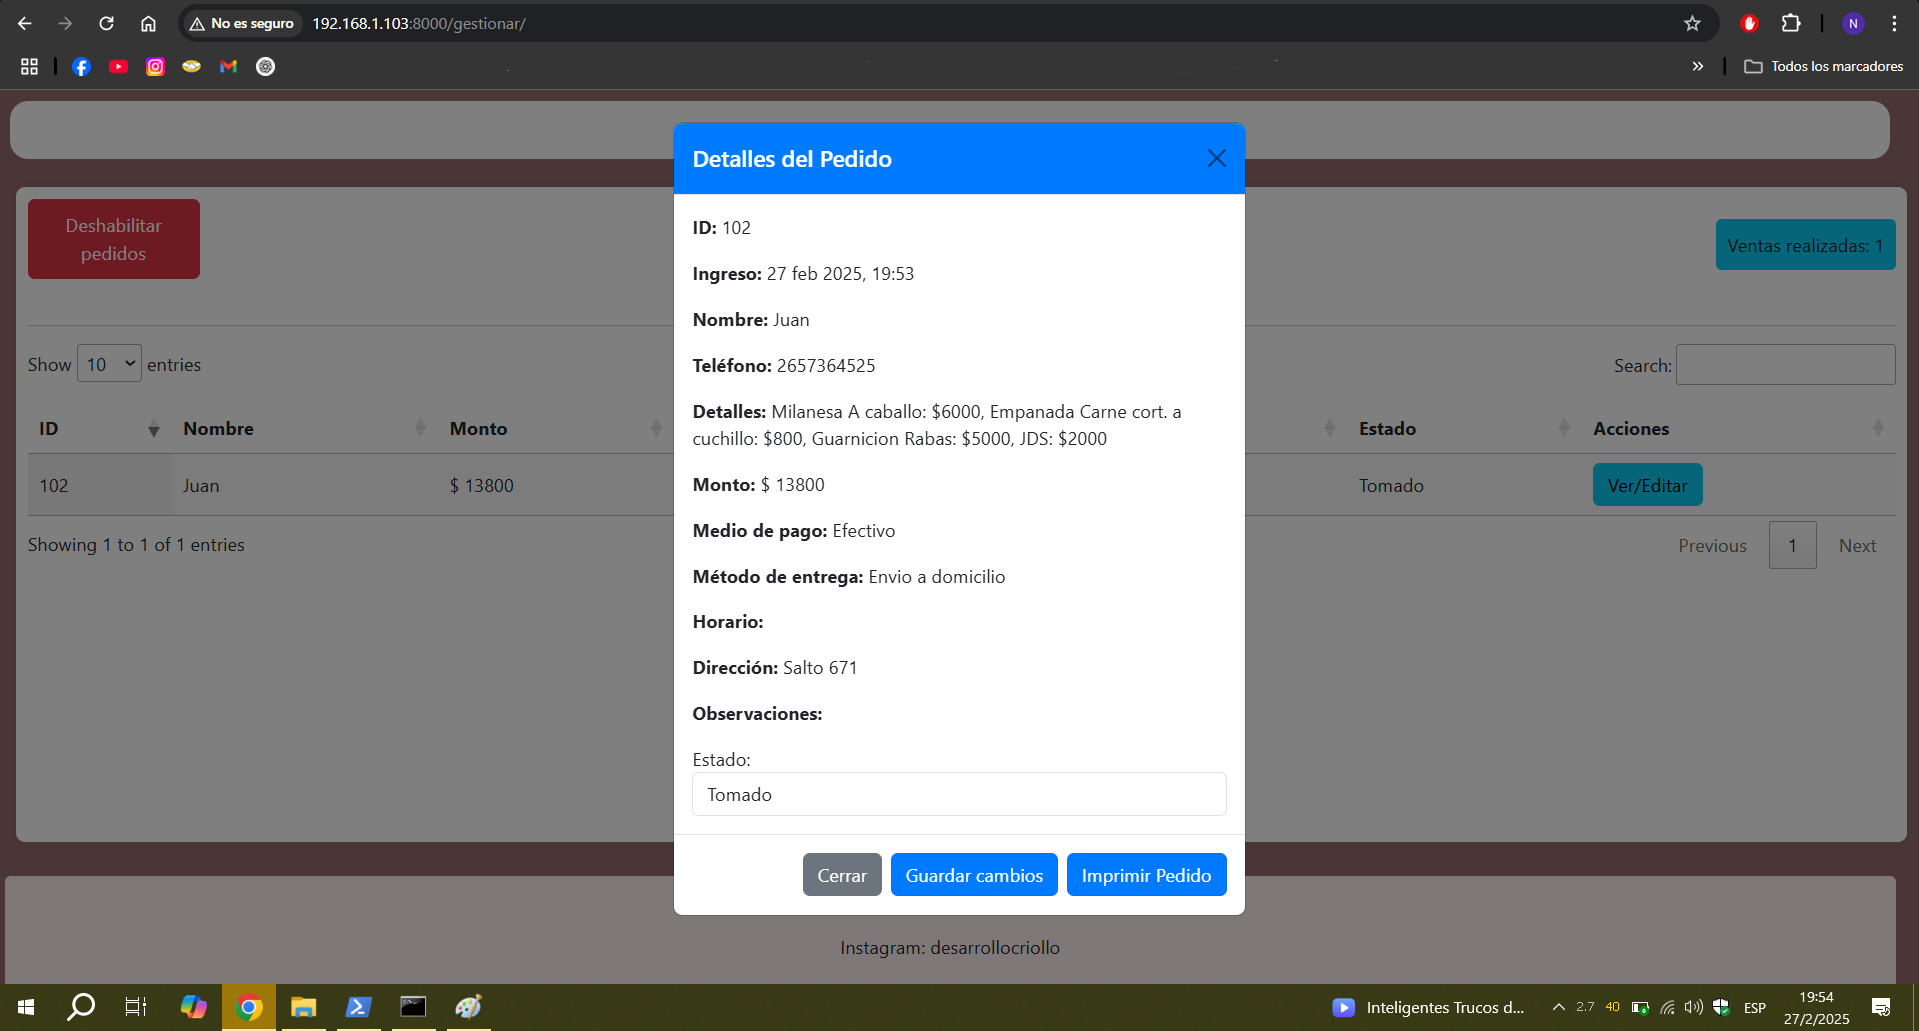 No es seguro
192.168.1.103:8000/gestionar/
N
Todos los marcadores
Deshabilitar
pedidos
Ventas realizadas: 1
Show 10 entries
Search:
ID Nombre Monto Estado Acciones
102 Juan $ 13800 Tomado Ver/Editar
Showing 1 to 1 of 1 entries
Previous 1 Next
Detalles del Pedido
ID: 102
Ingreso: 27 feb 2025, 19:53
Nombre: Juan
Teléfono: 2657364525
Detalles: Milanesa A caballo: $6000, Empanada Carne cort. a
cuchillo: $800, Guarnicion Rabas: $5000, JDS: $2000
Monto: $ 13800
Medio de pago: Efectivo
Método de entrega: Envio a domicilio
Horario:
Dirección: Salto 671
Observaciones:
Estado:
Tomado
Cerrar Guardar cambios Imprimir Pedido
Instagram: desarrollocriollo
Inteligentes Trucos d...
2.7 40
ESP
19:54
27/2/2025